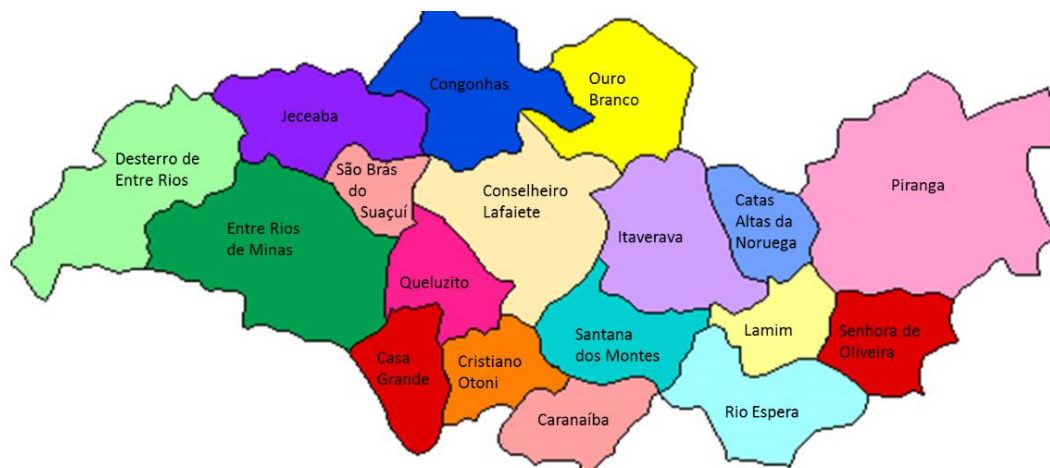 Congonhas
Ouro
Branco
Jeceaba
Desterro de
Entre Rios
São Brás
do
Suaçuí
Conselheiro
Lafaiete
Catas
Altas da
Noruega
Piranga
Entre Rios
de Minas
Itaverava
Queluzito
Santana
dos Montes
Lamim
Senhora de
Oliveira
Casa
Grande
Cristiano
Otoni
Caranaíba
Rio Espera